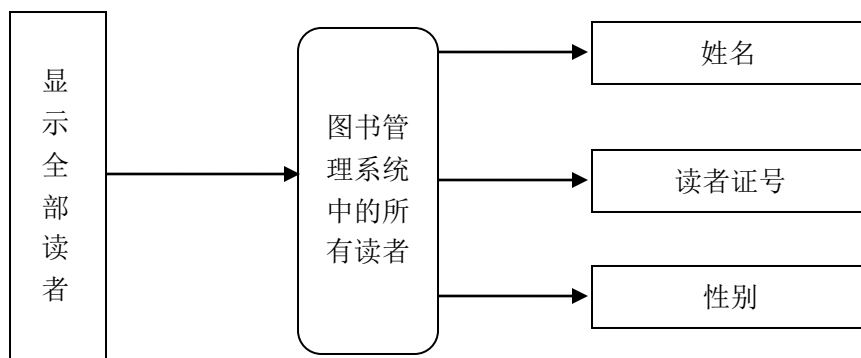 显
示
全
部
读
者
图书管
理系统
中的所
有读者
姓名
读者证号
性别